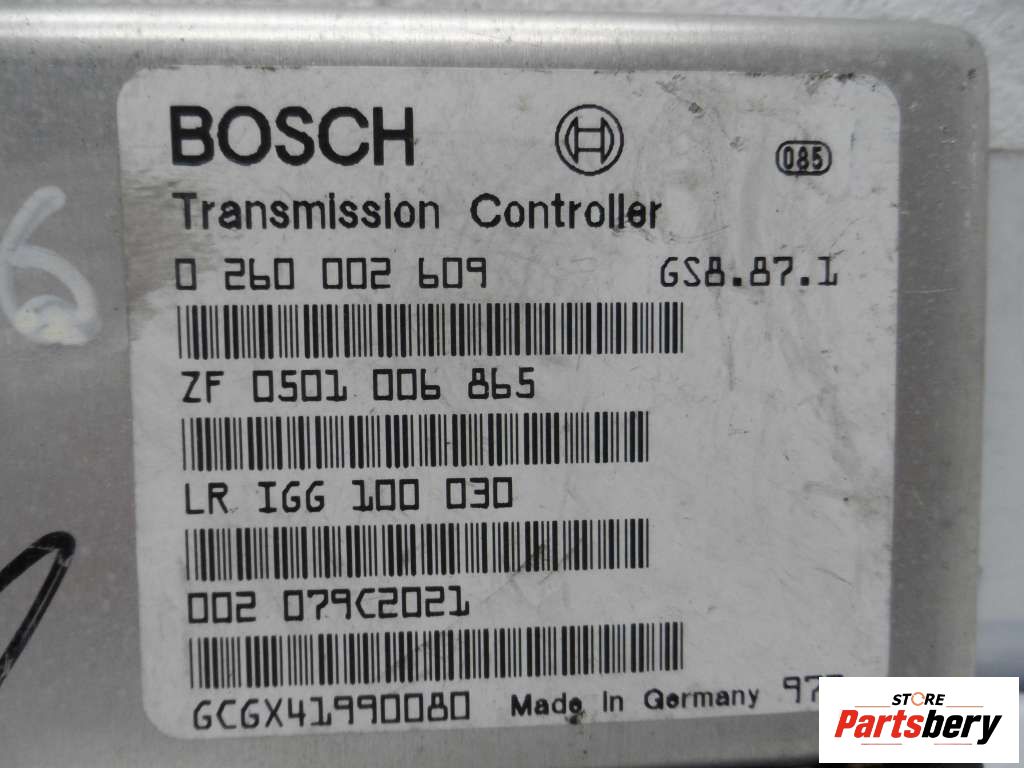 BOSCH
085
Transmission Controller
0 260 002 609 GS8.87.1
ZF 0501 006 865
LR IGG 100 030
002 079C2021
GCGX41990080 Made In Germany
6
STORE
Partsbery